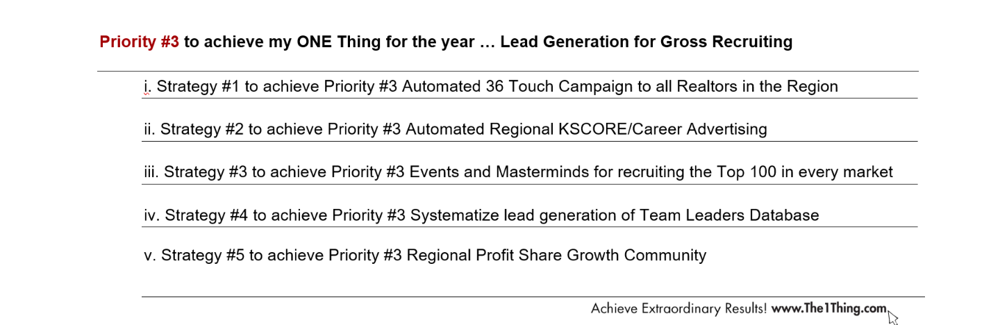 Priority #3 to achieve my ONE Thing for the year … Lead Generation for Gross Recruiting
i. Strategy #1 to achieve Priority #3 Automated 36 Touch Campaign to all Realtors in the Region
ii. Strategy #2 to achieve Priority #3 Automated Regional KSCORE/Career Advertising
iii. Strategy #3 to achieve Priority #3 Events and Masterminds for recruiting the Top 100 in every market
iv. Strategy #4 to achieve Priority #3 Systematize lead generation of Team Leaders Database
v. Strategy #5 to achieve Priority #3 Regional Profit Share Growth Community
Achieve Extraordinary Results! www.The1Thing.com